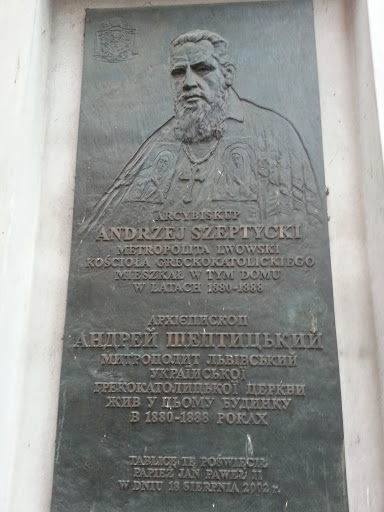 ARCYBISKUP
ANDRZEJ SZEPTYCKI
METROPOLITA LWOWSKI
KOŚCIOŁA GRECKOKATOLICKIEGO
MIESZKAŁ W TYM DOMU
W LATACH 1880-1888
АРХІЄПИСКОП
АНДРЕЙ ШЕПТИЦЬКИЙ
МИТРОПОЛИТ ЛЬВІВСЬКИЙ
УКРАЇНСЬКОЇ
ГРЕКОКАТОЛИЦЬКОЇ ЦЕРКВИ
ЖИВ У ЦЬОМУ БУДИНКУ
В 1880-1888 РОКАХ
TABLICĘ TĘ POŚWIĘCIŁ
PAPIEŻ JAN PAWEŁ II
W DNIU 18 SIERPNIA 2002 r.